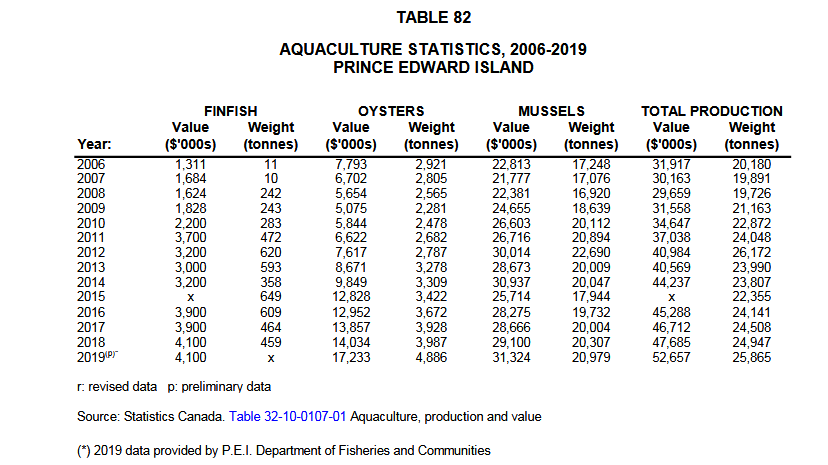 TABLE 82
AQUACULTURE STATISTICS, 2006-2019
PRINCE EDWARD ISLAND
FINFISH OYSTERS MUSSELS TOTAL PRODUCTION
Value Weight Value Weight Value Weight Value Weight
Year: ($'000s) (tonnes) ($'000s) (tonnes) ($'000s) (tonnes) ($'000s) (tonnes)
2006 1,311 11 7,793 2,921 22,813 17,248 31,917 20,180
2007 1,684 10 6,702 2,805 21,777 17,076 30,163 19,891
2008 1,624 242 5,654 2,565 22,381 16,920 29,659 19,726
2009 1,828 243 5,075 2,281 24,655 18,639 31,558 21,163
2010 2,200 283 5,844 2,478 26,603 20,112 34,647 22,872
2011 3,700 472 6,622 2,682 26,716 20,894 37,038 24,048
2012 3,200 620 7,617 2,787 30,014 22,690 40,984 26,172
2013 3,000 593 8,671 3,278 28,673 20,009 40,569 23,990
2014 3,200 358 9,849 3,309 30,937 20,047 44,237 23,807
2015 x 649 12,828 3,422 25,714 17,944 x 22,355
2016 3,900 609 12,952 3,672 28,275 19,732 45,288 24,141
2017 3,900 464 13,857 3,928 28,666 20,004 46,712 24,508
2018 4,100 459 14,034 3,987 29,100 20,307 47,685 24,947
2019(p)* 4,100 x 17,233 4,886 31,324 20,979 52,657 25,865
r: revised data p: preliminary data
Source: Statistics Canada. Table 32-10-0107-01 Aquaculture, production and value
(*) 2019 data provided by P.E.I. Department of Fisheries and Communities